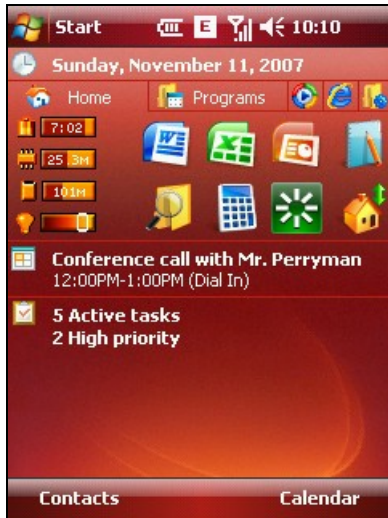 Start E 10:10
Sunday, November 11, 2007
Home Programs
7:02
25 3M
101M
Conference call with Mr. Perryman
12:00PM-1:00PM (Dial In)
5 Active tasks
2 High priority
Contacts Calendar